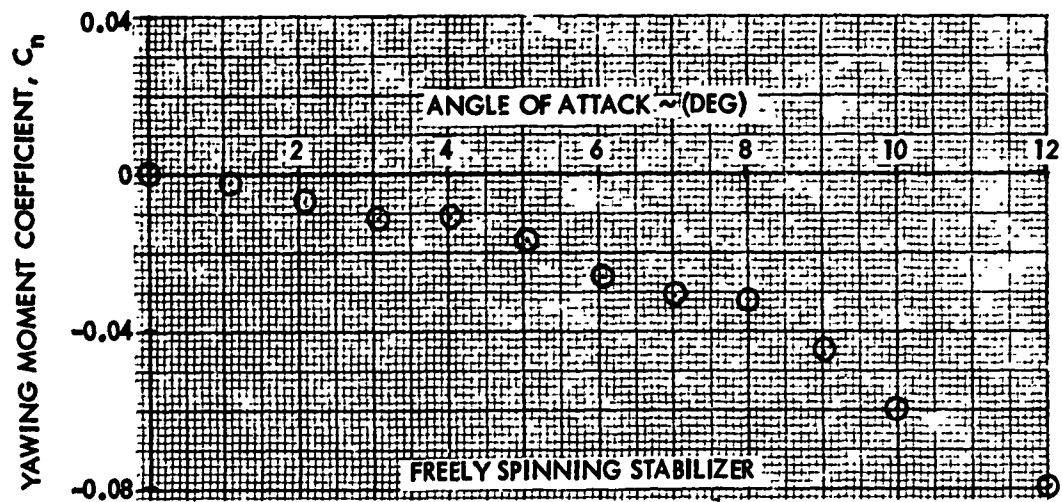 0.04
YAWING MOMENT COEFFICIENT, Cn
ANGLE OF ATTACK ~ (DEG)
2 4 6 8 10 12
0
-0.04
FREELY SPINNING STABILIZER
-0.08